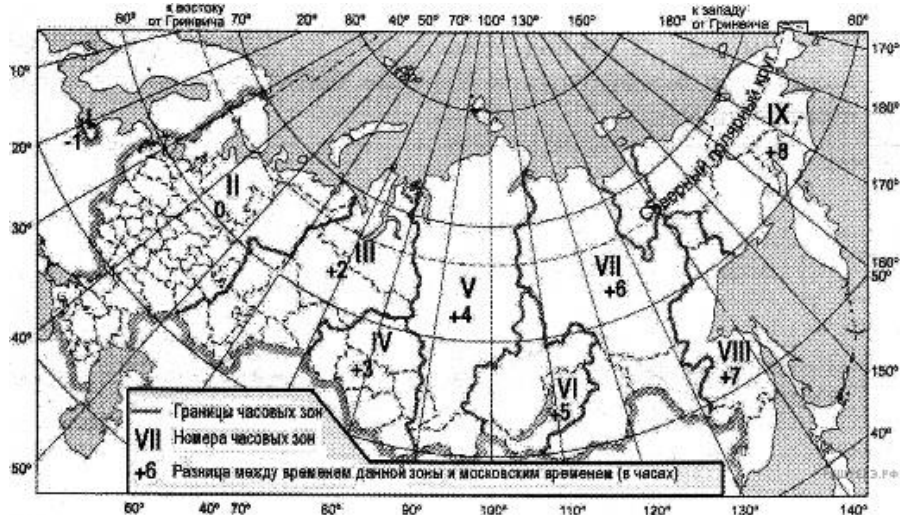 к востоку
от Гринвича
к западу
от Гринвича
60° 70° 20° 80° 40° 50° 70° 100° 130° 150° 180° 60°
10°
170°
I
-1
IX
+8
Северный полярный круг
180°
20°
II
0
170°
30°
III
+2
VII
+6
160°
V
+4
50°
40°
IV
+3
VIII
+7
VI
+5
150°
Границы часовых зон
VII Номера часовых зон
40°
+6 Разница между временем данной зоны и московским временем (в часах)
50°
60° 40° 70° 80° 90° 100° 110° 120° 130° 140°